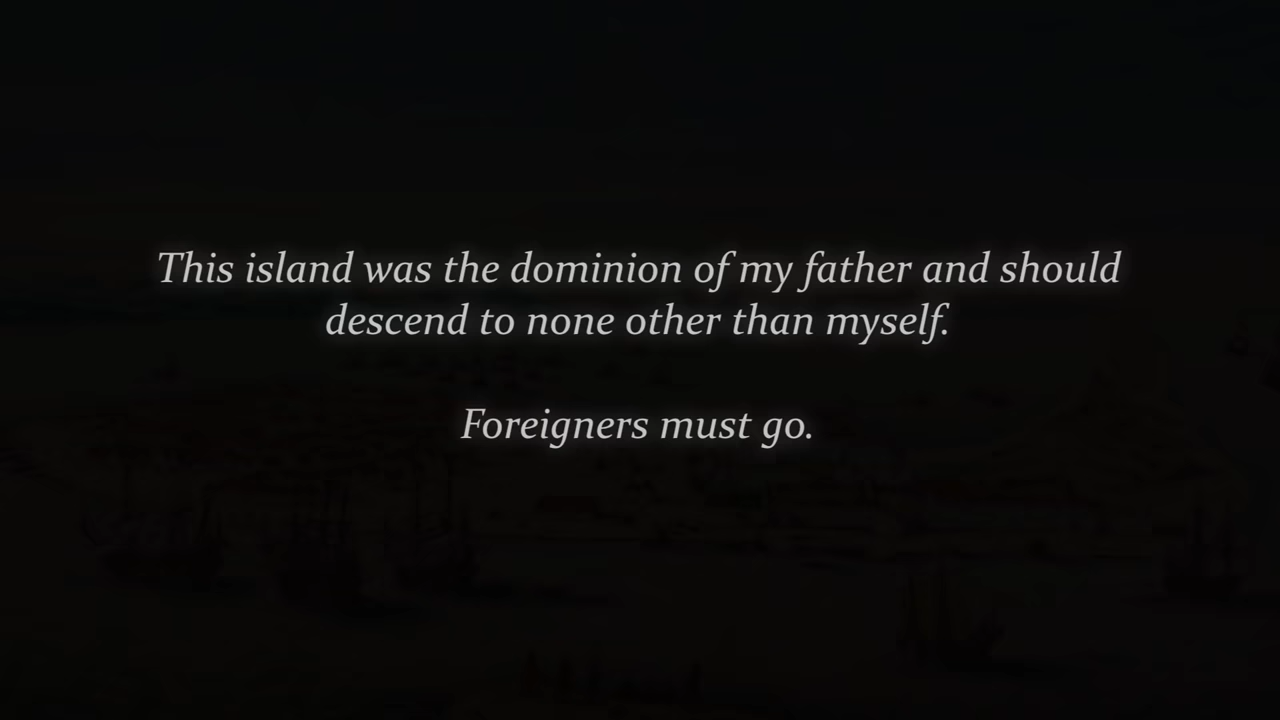 This island was the dominion of my father and should
descend to none other than myself.
Foreigners must go.